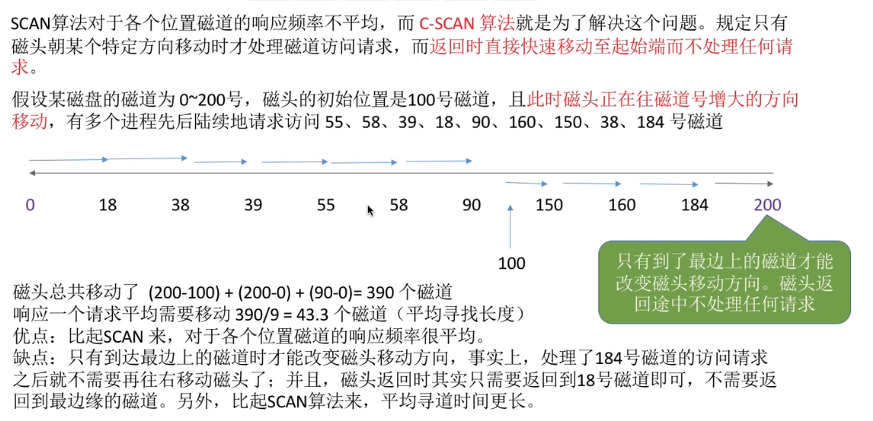 SCAN算法对于各个位置磁道的响应频率不平均，而 C-SCAN 算法就是为了解决这个问题。规定只有
磁头朝某个特定方向移动时才处理磁道访问请求，而返回时直接快速移动至起始端而不处理任何请
求。
假设某磁盘的磁道为 0~200号，磁头的初始位置是100号磁道，且此时磁头正在往磁道号增大的方向
移动，有多个进程先后陆续地请求访问 55、58、39、18、90、160、150、38、184 号磁道
0 18 38 39 55 58 90 150 160 184 200
100
只有到了最边上的磁道才能
改变磁头移动方向。磁头返
回途中不处理任何请求
磁头总共移动了 (200-100) + (200-0) + (90-0)= 390 个磁道
响应一个请求平均需要移动 390/9 = 43.3 个磁道（平均寻找长度）
优点：比起SCAN 来，对于各个位置磁道的响应频率很平均。
缺点：只有到达最边上的磁道时才能改变磁头移动方向，事实上，处理了184号磁道的访问请求
之后就不需要再往右移动磁头了；并且，磁头返回时其实只需要返回到18号磁道即可，不需要返
回到最边缘的磁道。另外，比起SCAN算法来，平均寻道时间更长。